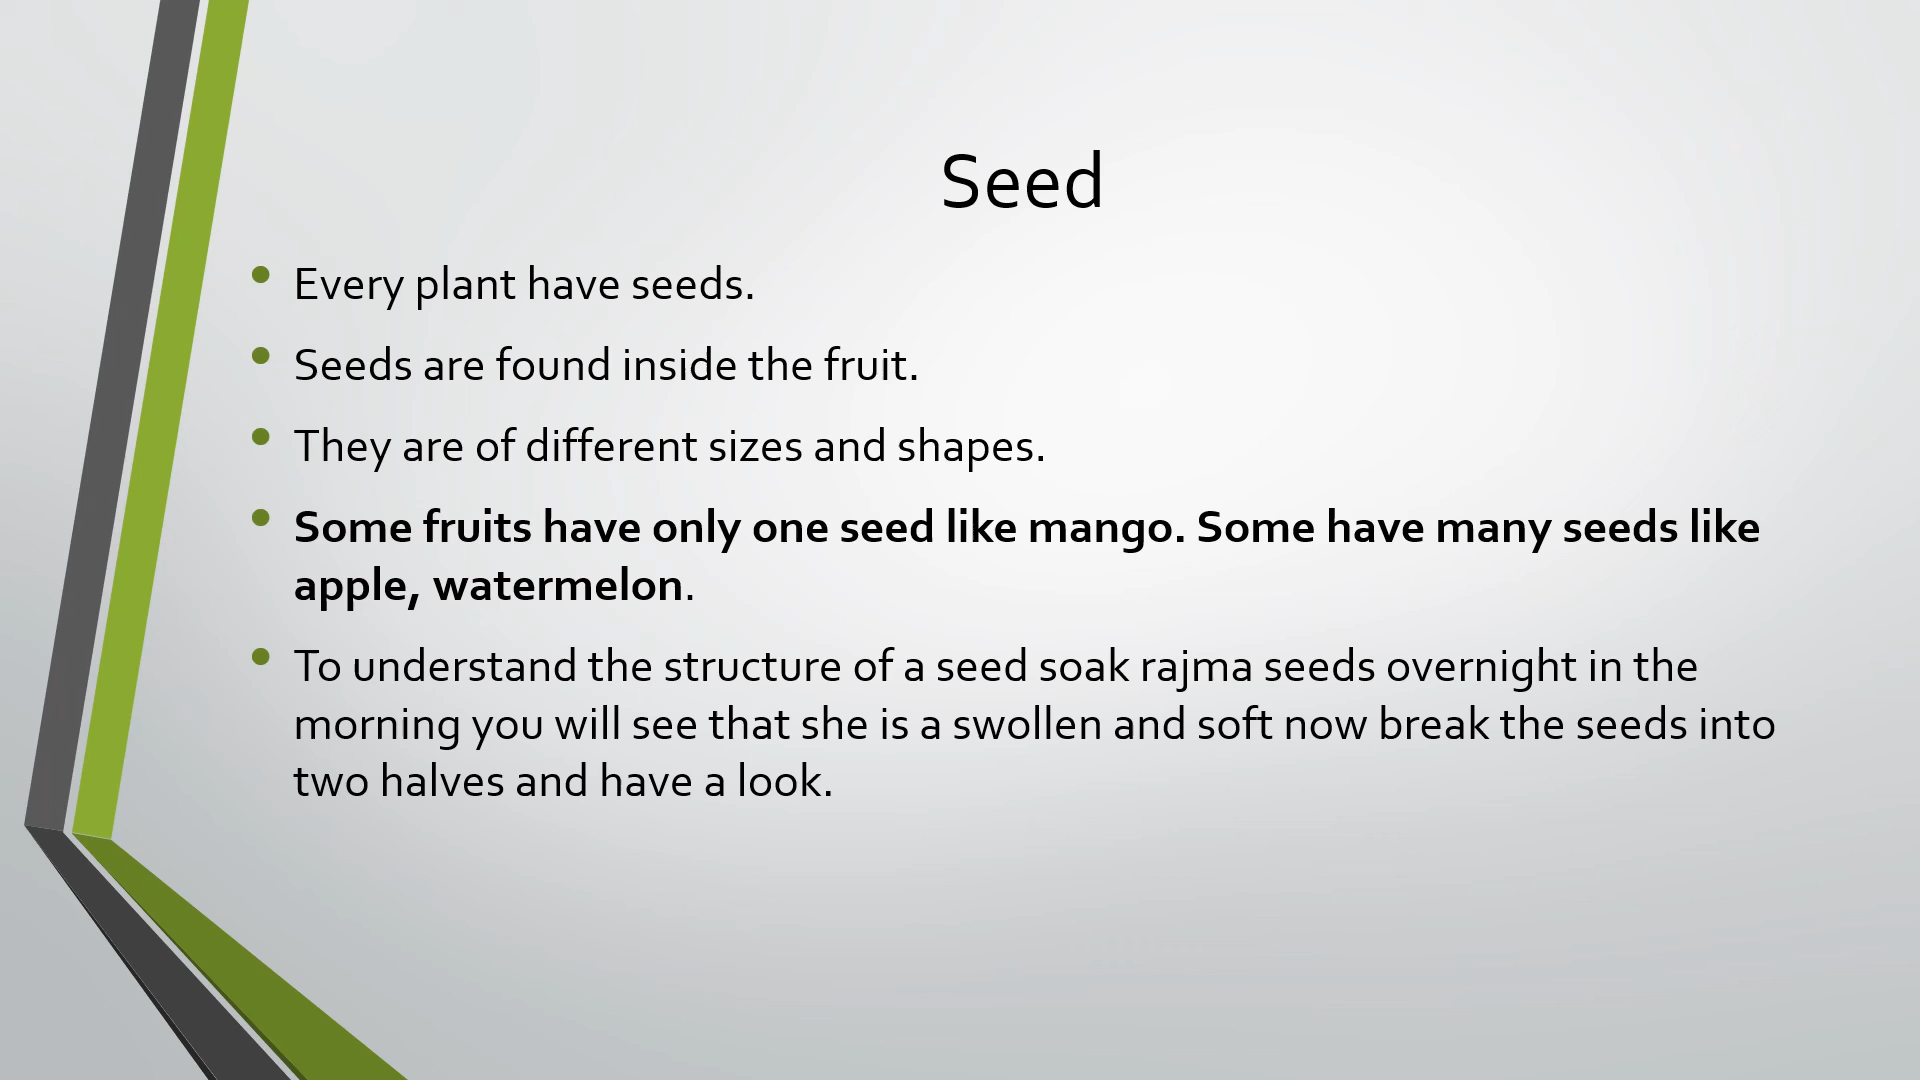 Seed
• Every plant have seeds.
• Seeds are found inside the fruit.
• They are of different sizes and shapes.
• Some fruits have only one seed like mango. Some have many seeds like
apple, watermelon.
• To understand the structure of a seed soak rajma seeds overnight in the
morning you will see that she is a swollen and soft now break the seeds into
two halves and have a look.